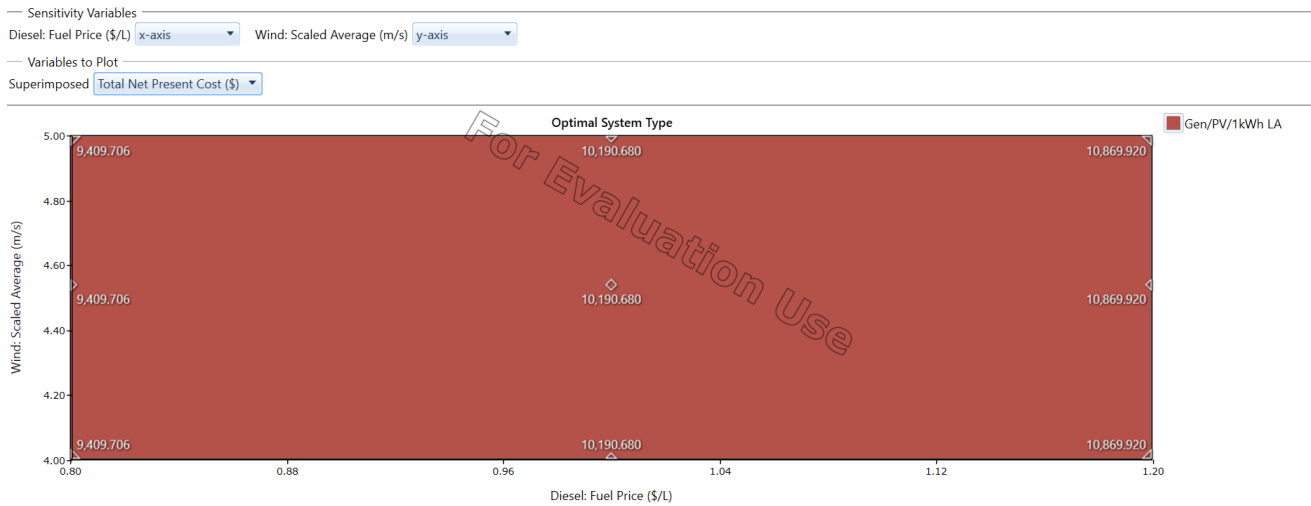 Sensitivity Variables
Diesel: Fuel Price ($/L) x-axis Wind: Scaled Average (m/s) y-axis
Variables to Plot
Superimposed Total Net Present Cost ($)
Optimal System Type
Gen/PV/1kWh LA
For Evaluation Use
5.00
9,409.706 10,190.680 10,869.920
4.80
4.60
9,409.706 10,190.680 10,869.920
4.40
4.20
9,409.706 10,190.680 10,869.920
4.00
Wind: Scaled Average (m/s)
0.80 0.88 0.96 1.04 1.12 1.20
Diesel: Fuel Price ($/L)